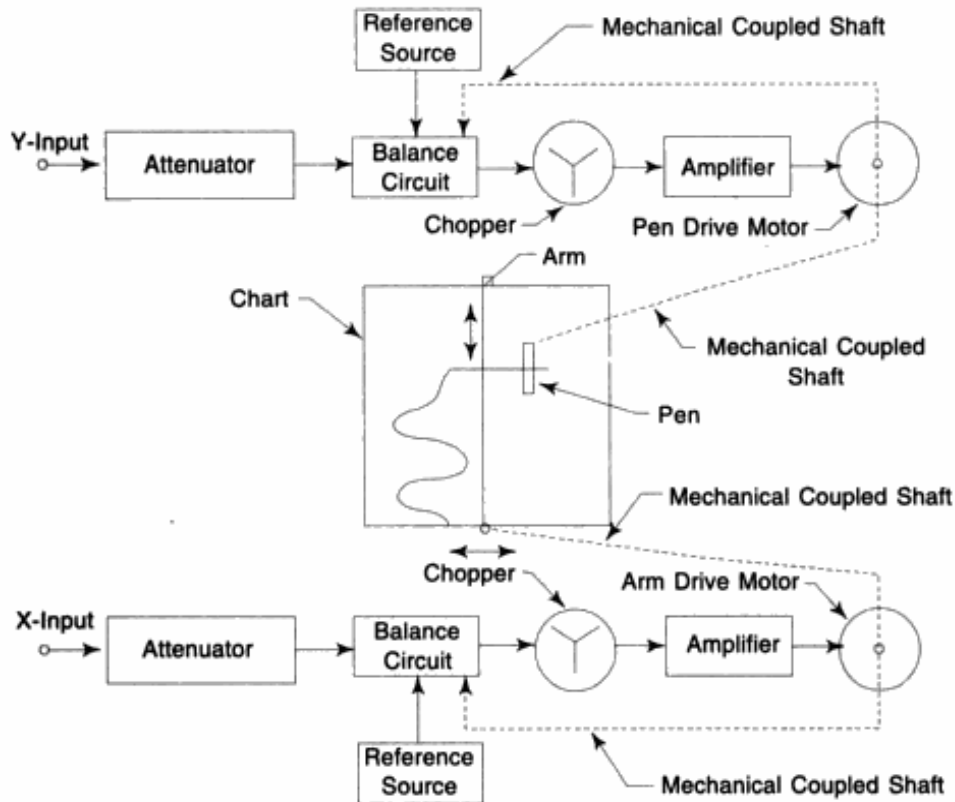 Reference
Source
Mechanical Coupled Shaft
Y-Input
Attenuator
Balance
Circuit
Amplifier
Chopper
Pen Drive Motor
Arm
Chart
Mechanical Coupled
Shaft
Pen
Mechanical Coupled Shaft
Chopper
Arm Drive Motor
X-Input
Attenuator
Balance
Circuit
Amplifier
Reference
Source
Mechanical Coupled Shaft